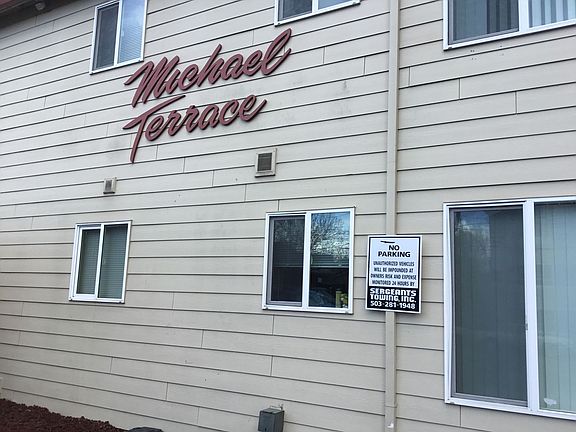 Michael
Terrace
NO
PARKING
UNAUTHORIZED VEHICLES
WILL BE IMPOUNDED AT
OWNERS RISK AND EXPENSE
MONITORED 24 HOURS BY
SERGEANTS
TOWING, INC.
503-281-1948